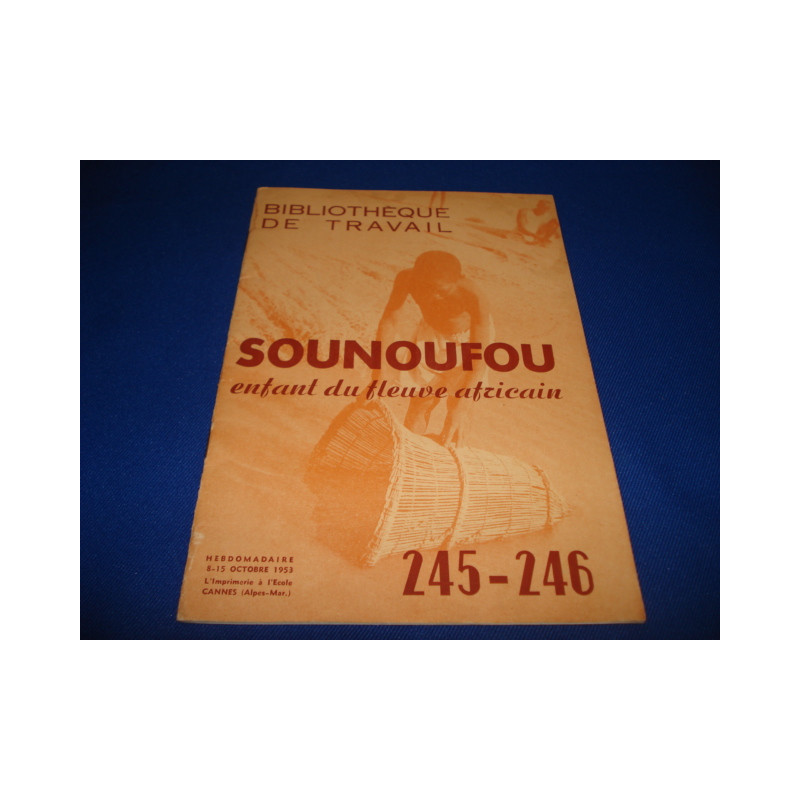 BIBLIOTHÈQUE
DE TRAVAIL
SOUNOUFOU
enfant du fleuve africain
HEBDOMADAIRE
8-15 OCTOBRE 1953
L'Imprimerie à l'Ecole
CANNES (Alpes-Mar.)
245-246